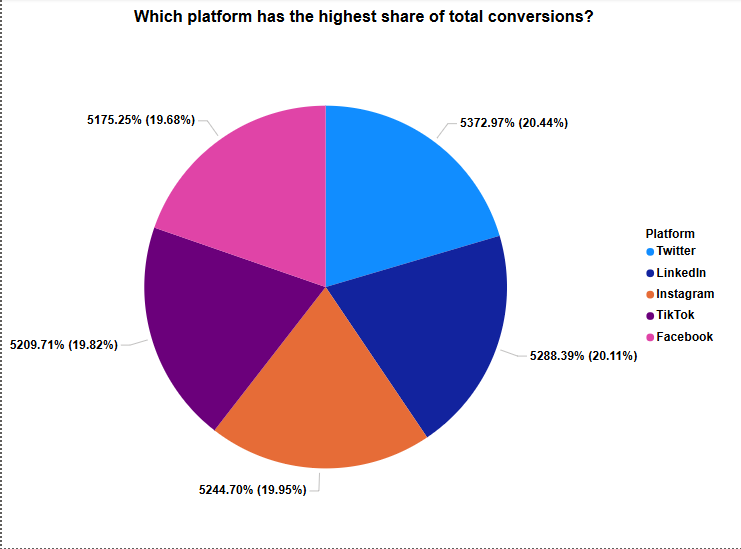 Which platform has the highest share of total conversions?
5175.25% (19.68%)
5372.97% (20.44%)
Platform
Twitter
LinkedIn
Instagram
TikTok
Facebook
5209.71% (19.82%)
5288.39% (20.11%)
5244.70% (19.95%)